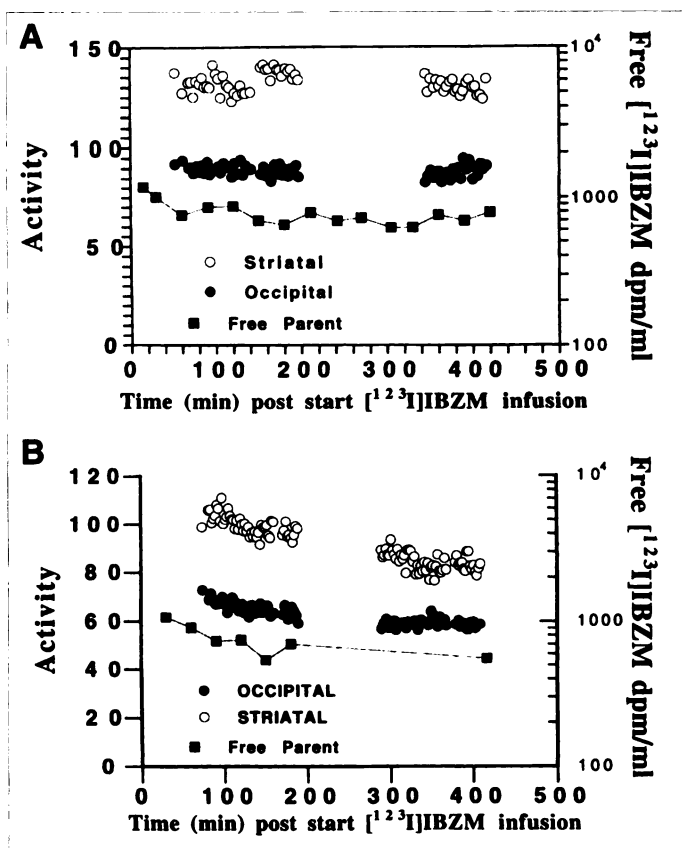 A
Activity
150
100
50
0
10⁴
1000
100
Free [¹²³I]IBZM dpm/ml
Striatal
Occipital
Free Parent
0 100 200 300 400 500
Time (min) post start [¹²³I]IBZM infusion
B
Activity
120
100
80
60
40
20
0
10⁴
1000
100
Free [¹²³I]IBZM dpm/ml
OCCIPITAL
STRIATAL
Free Parent
0 100 200 300 400 500
Time (min) post start [¹²³I]IBZM infusion